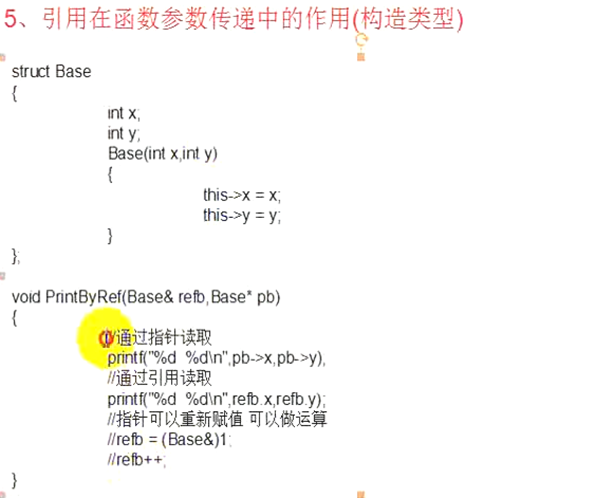 5、引用在函数参数传递中的作用(构造类型)
struct Base
{
int x;
int y;
Base(int x,int y)
{
this->x = x;
this->y = y;
}
};
void PrintByRef(Base& refb,Base* pb)
{
//通过指针读取
printf("%d %d\n",pb->x,pb->y);
//通过引用读取
printf("%d %d\n",refb.x,refb.y);
//指针可以重新赋值 可以做运算
//refb = (Base&)1;
//refb++;
}